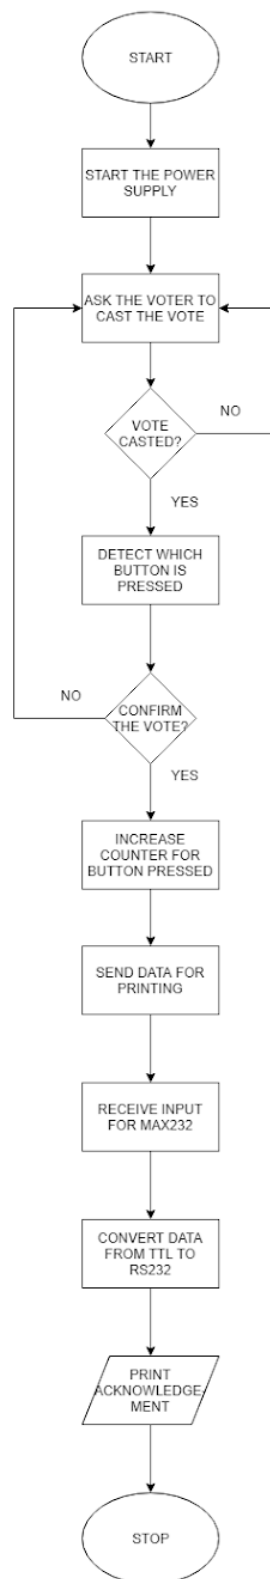 START
START THE POWER
SUPPLY
ASK THE VOTER TO
CAST THE VOTE
VOTE
CASTED?
NO
YES
DETECT WHICH
BUTTON IS
PRESSED
NO
CONFIRM
THE VOTE?
YES
INCREASE
COUNTER FOR
BUTTON PRESSED
SEND DATA FOR
PRINTING
RECEIVE INPUT
FOR MAX232
CONVERT DATA
FROM TTL TO
RS232
PRINT
ACKNOWLEDGE-
MENT
STOP